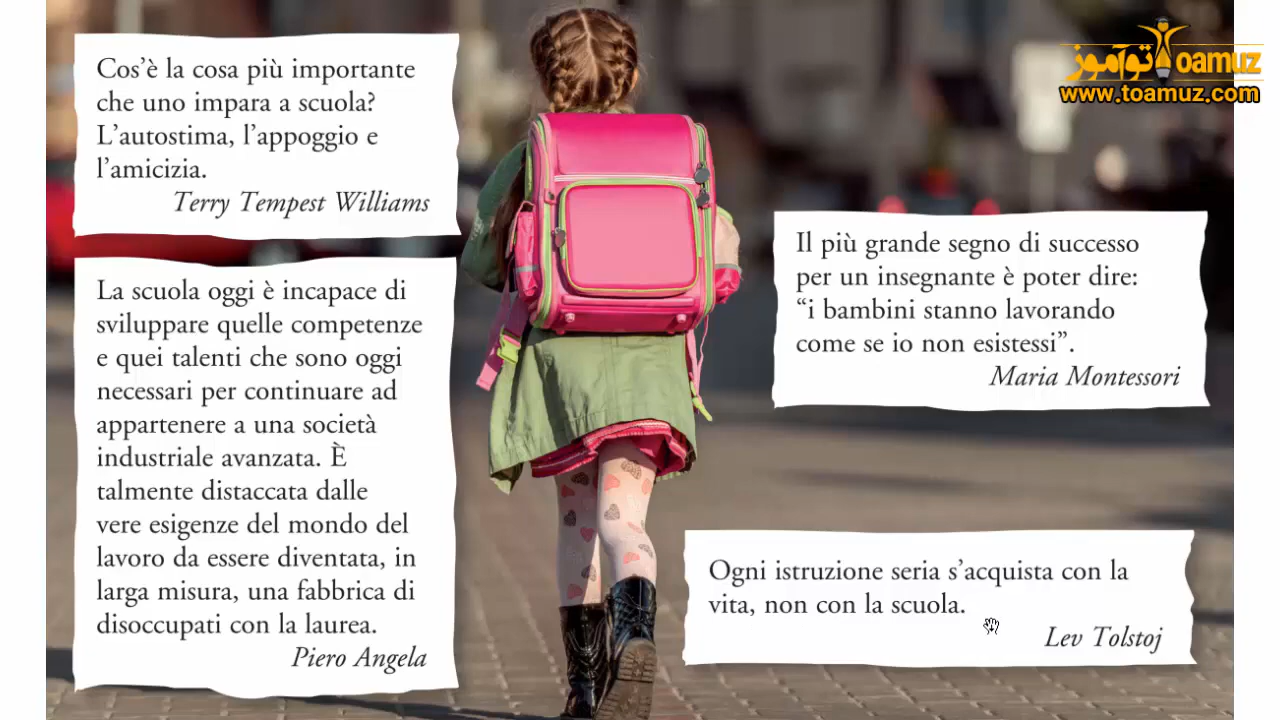 Cos'è la cosa più importante
che uno impara a scuola?
L'autostima, l'appoggio e
l'amicizia.
Terry Tempest Williams
La scuola oggi è incapace di
sviluppare quelle competenze
e quei talenti che sono oggi
necessari per continuare ad
appartenere a una società
industriale avanzata. È
talmente distaccata dalle
vere esigenze del mondo del
lavoro da essere diventata, in
larga misura, una fabbrica di
disoccupati con la laurea.
Piero Angela
توآموز Toamuz
www.toamuz.com
Il più grande segno di successo
per un insegnante è poter dire:
“i bambini stanno lavorando
come se io non esistessi”.
Maria Montessori
Ogni istruzione seria s'acquista con la
vita, non con la scuola.
Lev Tolstoj